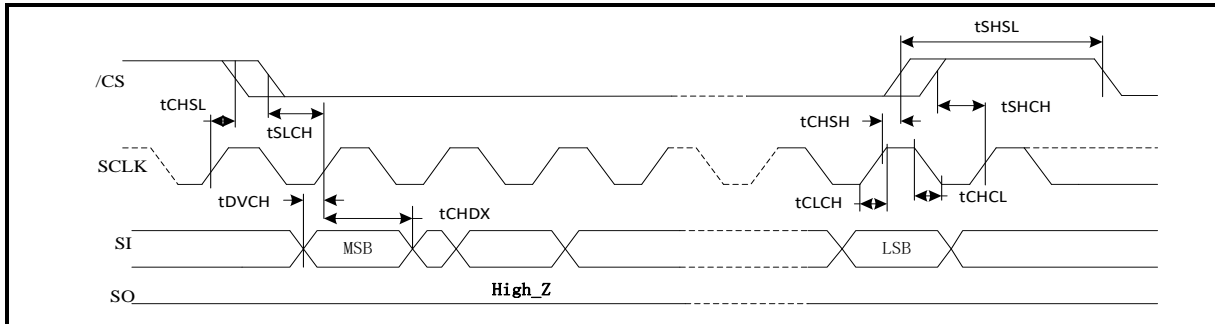 tSHSL
/CS
tCHSL
tSLCH
tCHSH
tSHCH
SCLK
tDVCH
tCHDX
tCLCH
tCHCL
SI
MSB
LSB
High_Z
SO